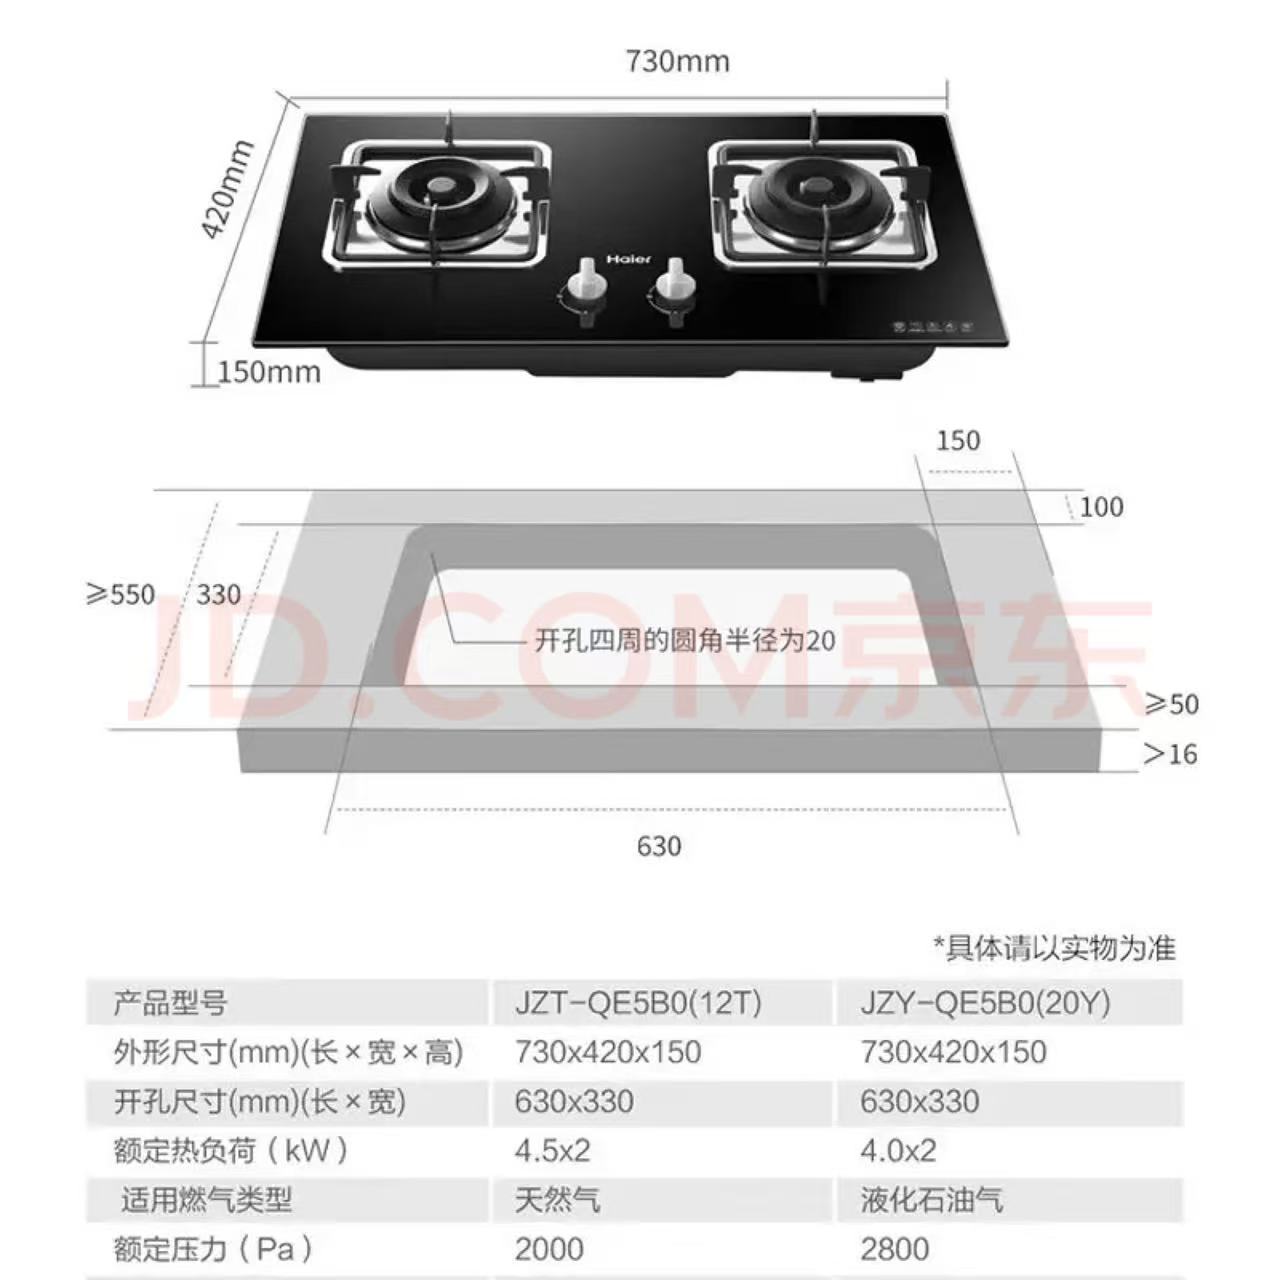 730mm
420mm
Haier
150mm
150
100
≥550
330
开孔四周的圆角半径为20
≥50
>16
630
JD.COM京东
*具体请以实物为准
产品型号 JZT-QE5B0(12T) JZY-QE5B0(20Y)
外形尺寸(mm)(长×宽×高) 730x420x150 730x420x150
开孔尺寸(mm)(长×宽) 630x330 630x330
额定热负荷(kW) 4.5x2 4.0x2
适用燃气类型 天然气 液化石油气
额定压力(Pa) 2000 2800